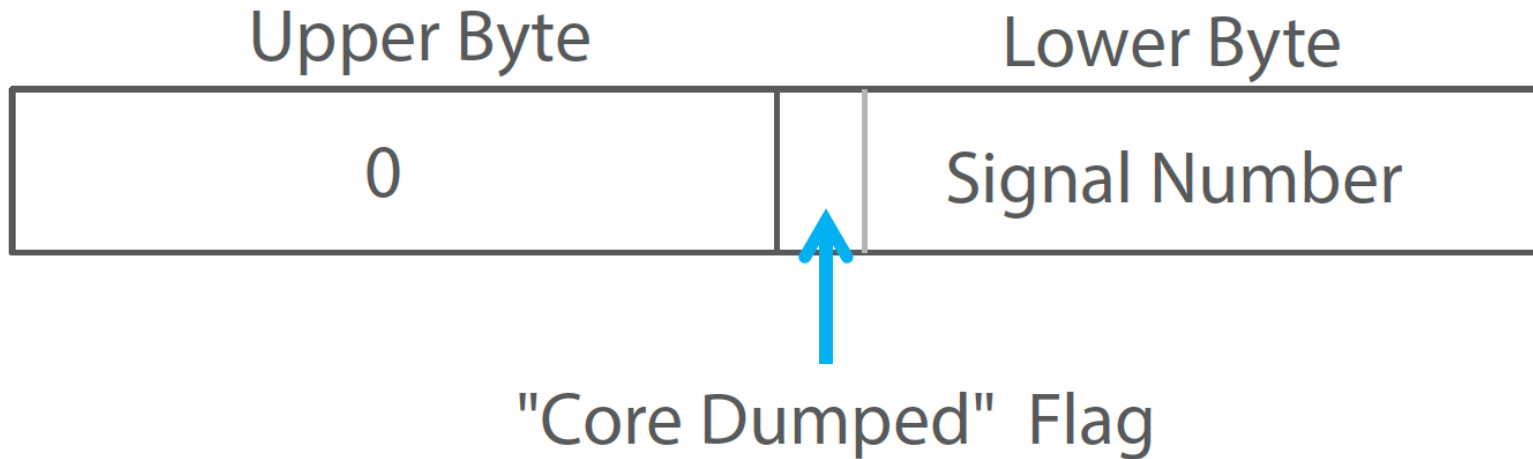 Upper Byte
Lower Byte
0
Signal Number
"Core Dumped" Flag